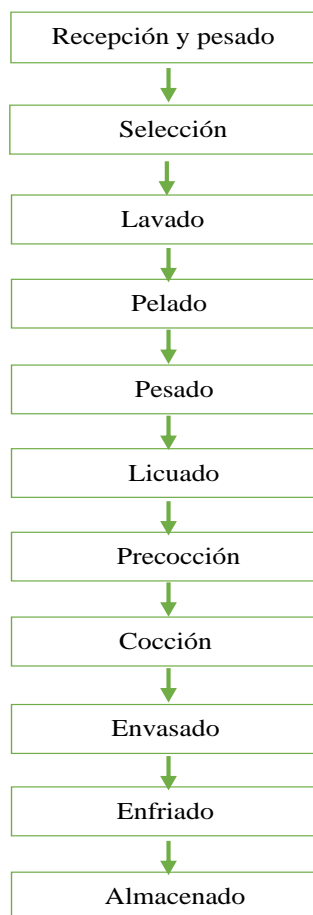 Recepción y pesado
Selección
Lavado
Pelado
Pesado
Licuado
Precocción
Cocción
Envasado
Enfriado
Almacenado